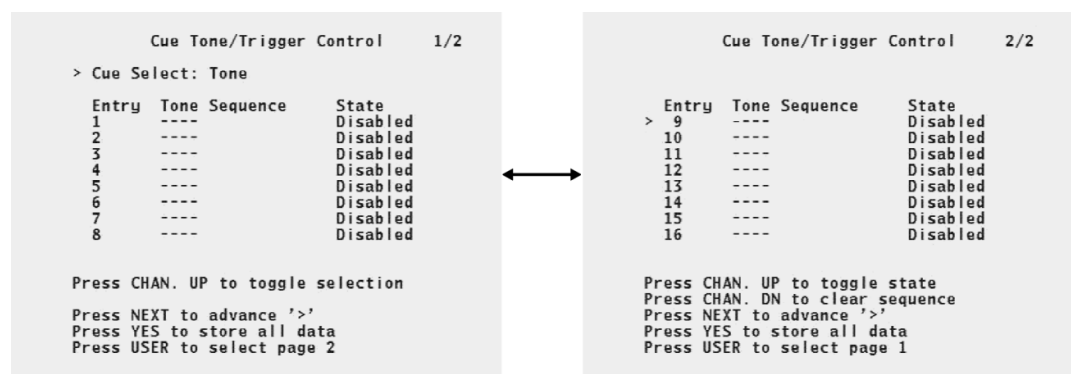 Cue Tone/Trigger Control 1/2
> Cue Select: Tone
Entry Tone Sequence State
1 ---- Disabled
2 ---- Disabled
3 ---- Disabled
4 ---- Disabled
5 ---- Disabled
6 ---- Disabled
7 ---- Disabled
8 ---- Disabled
Press CHAN. UP to toggle selection
Press NEXT to advance '>'
Press YES to store all data
Press USER to select page 2
Cue Tone/Trigger Control 2/2
Entry Tone Sequence State
> 9 ---- Disabled
10 ---- Disabled
11 ---- Disabled
12 ---- Disabled
13 ---- Disabled
14 ---- Disabled
15 ---- Disabled
16 ---- Disabled
Press CHAN. UP to toggle state
Press CHAN. DN to clear sequence
Press NEXT to advance '>'
Press YES to store all data
Press USER to select page 1